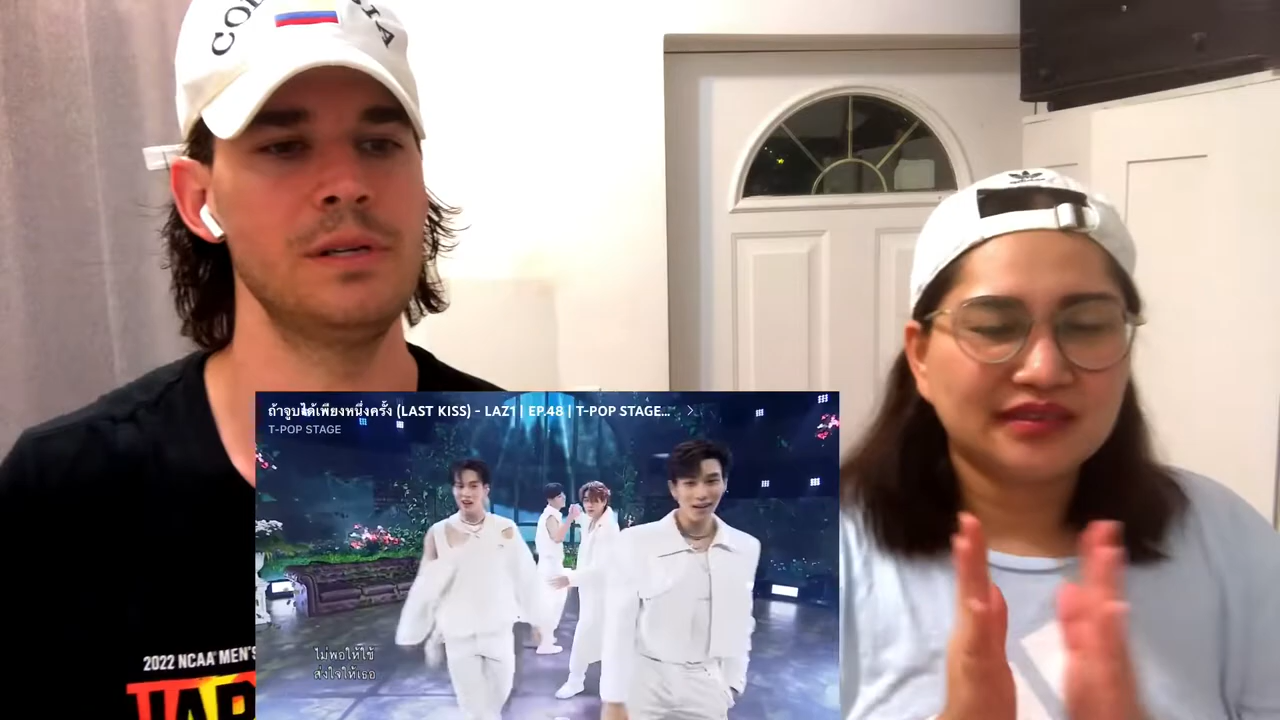 ถ้าจูบได้เพียงหนึ่งครั้ง (LAST KISS) - LAZ1 | EP.48 | T-POP STAGE...
T-POP STAGE
ไม่พอให้ใช้
ส่งใจให้เธอ
2022 NCAA MEN'S